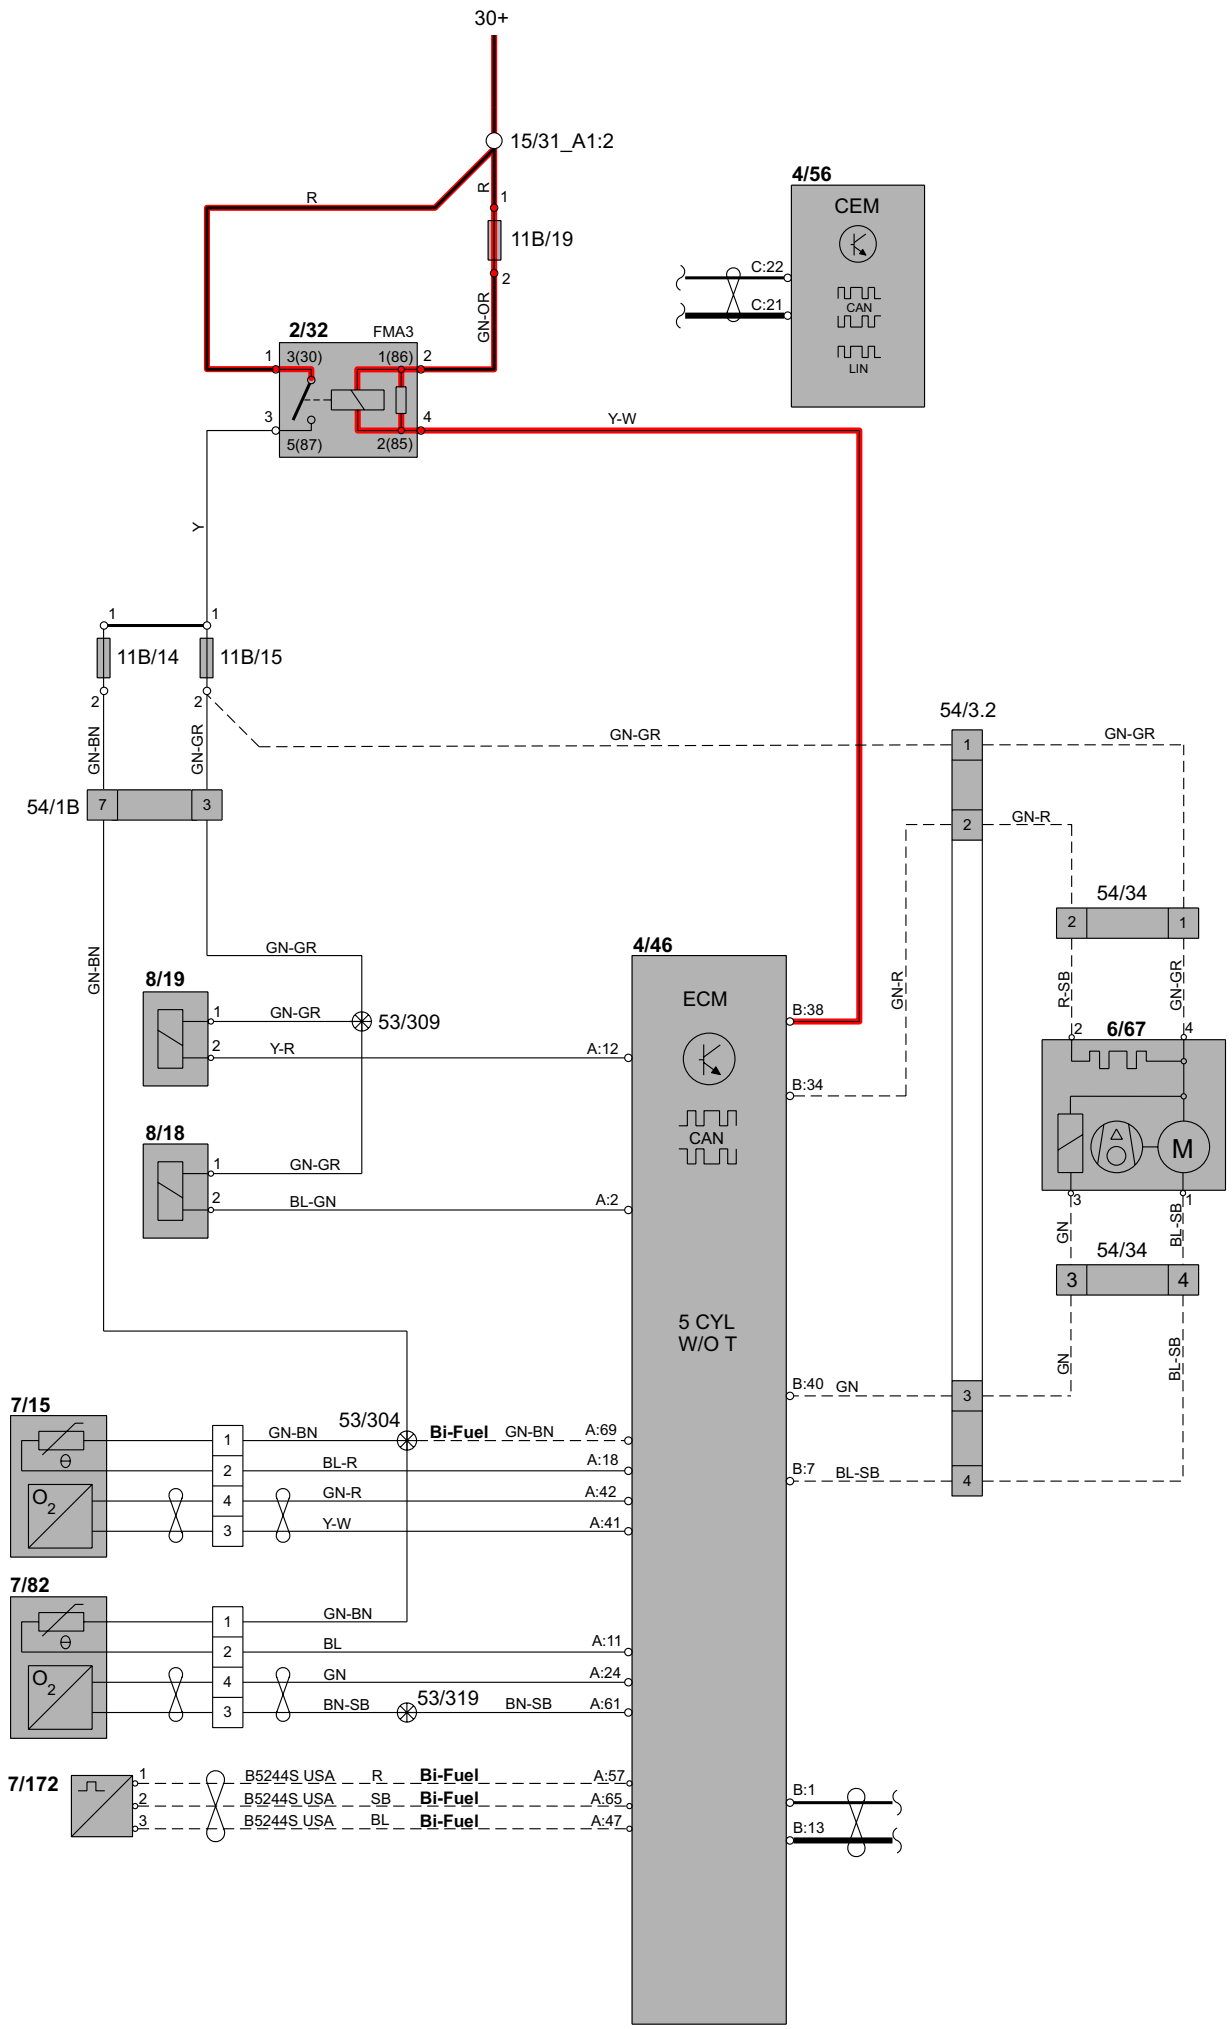 30+
15/31_A1:2
R
R
1
11B/19
2
GN-OR
4/56
CEM
C:22
C:21
CAN
LIN
2/32 FMA3
1 3(30) 1(86) 2
3 5(87) 2(85) 4
Y-W
Y
1 1
11B/14 11B/15
2 2
GN-BN GN-GR
GN-GR
54/3.2
1
GN-GR
54/1B 7 3
2
GN-R
54/34
2 1
GN-BN
GN-GR
4/46
ECM
B:38
GN-R
R-SB GN-GR
8/19
1 GN-GR 53/309
2 Y-R A:12
B:34
CAN
2 6/67 4
M
3 1
8/18
1 GN-GR
2 BL-GN A:2
GN BL-SB
54/34
3 4
5 CYL
W/O T
GN BL-SB
B:40 GN 3
B:7 BL-SB 4
7/15
θ
O2
1 GN-BN 53/304 Bi-Fuel GN-BN A:69
2 BL-R A:18
4 GN-R A:42
3 Y-W A:41
7/82
θ
O2
1 GN-BN
2 BL A:11
4 GN A:24
3 BN-SB 53/319 BN-SB A:61
7/172
1 B5244S USA R Bi-Fuel A:57
2 B5244S USA SB Bi-Fuel A:65
3 B5244S USA BL Bi-Fuel A:47
B:1
B:13